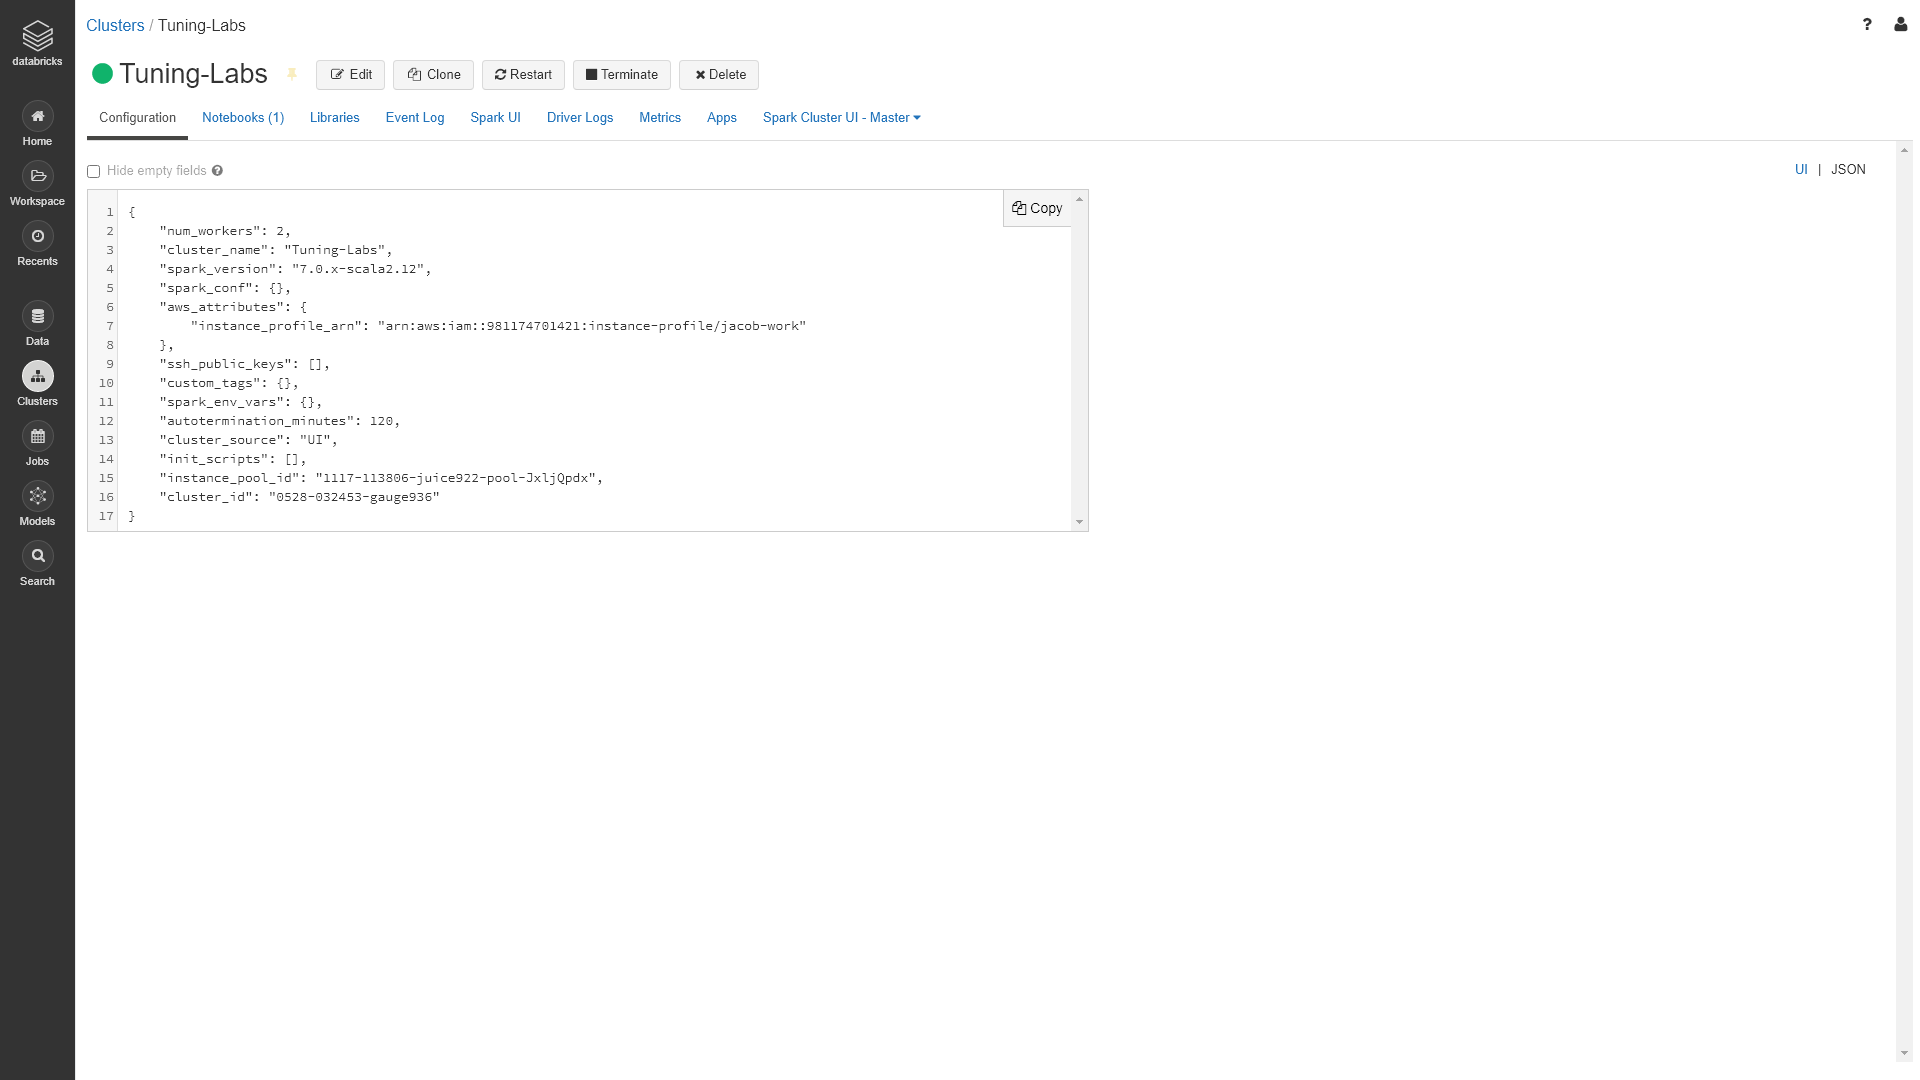 databricks
Home
Workspace
Recents
Data
Clusters
Jobs
Models
Search
Clusters / Tuning-Labs
?
Tuning-Labs Edit Clone Restart Terminate Delete
Configuration Notebooks (1) Libraries Event Log Spark UI Driver Logs Metrics Apps Spark Cluster UI - Master
Hide empty fields ? UI | JSON
Copy
1 {
2 "num_workers": 2,
3 "cluster_name": "Tuning-Labs",
4 "spark_version": "7.0.x-scala2.12",
5 "spark_conf": {},
6 "aws_attributes": {
7 "instance_profile_arn": "arn:aws:iam::981174701421:instance-profile/jacob-work"
8 },
9 "ssh_public_keys": [],
10 "custom_tags": {},
11 "spark_env_vars": {},
12 "autotermination_minutes": 120,
13 "cluster_source": "UI",
14 "init_scripts": [],
15 "instance_pool_id": "1117-113806-juice922-pool-JxljQpdx",
16 "cluster_id": "0528-032453-gauge936"
17 }